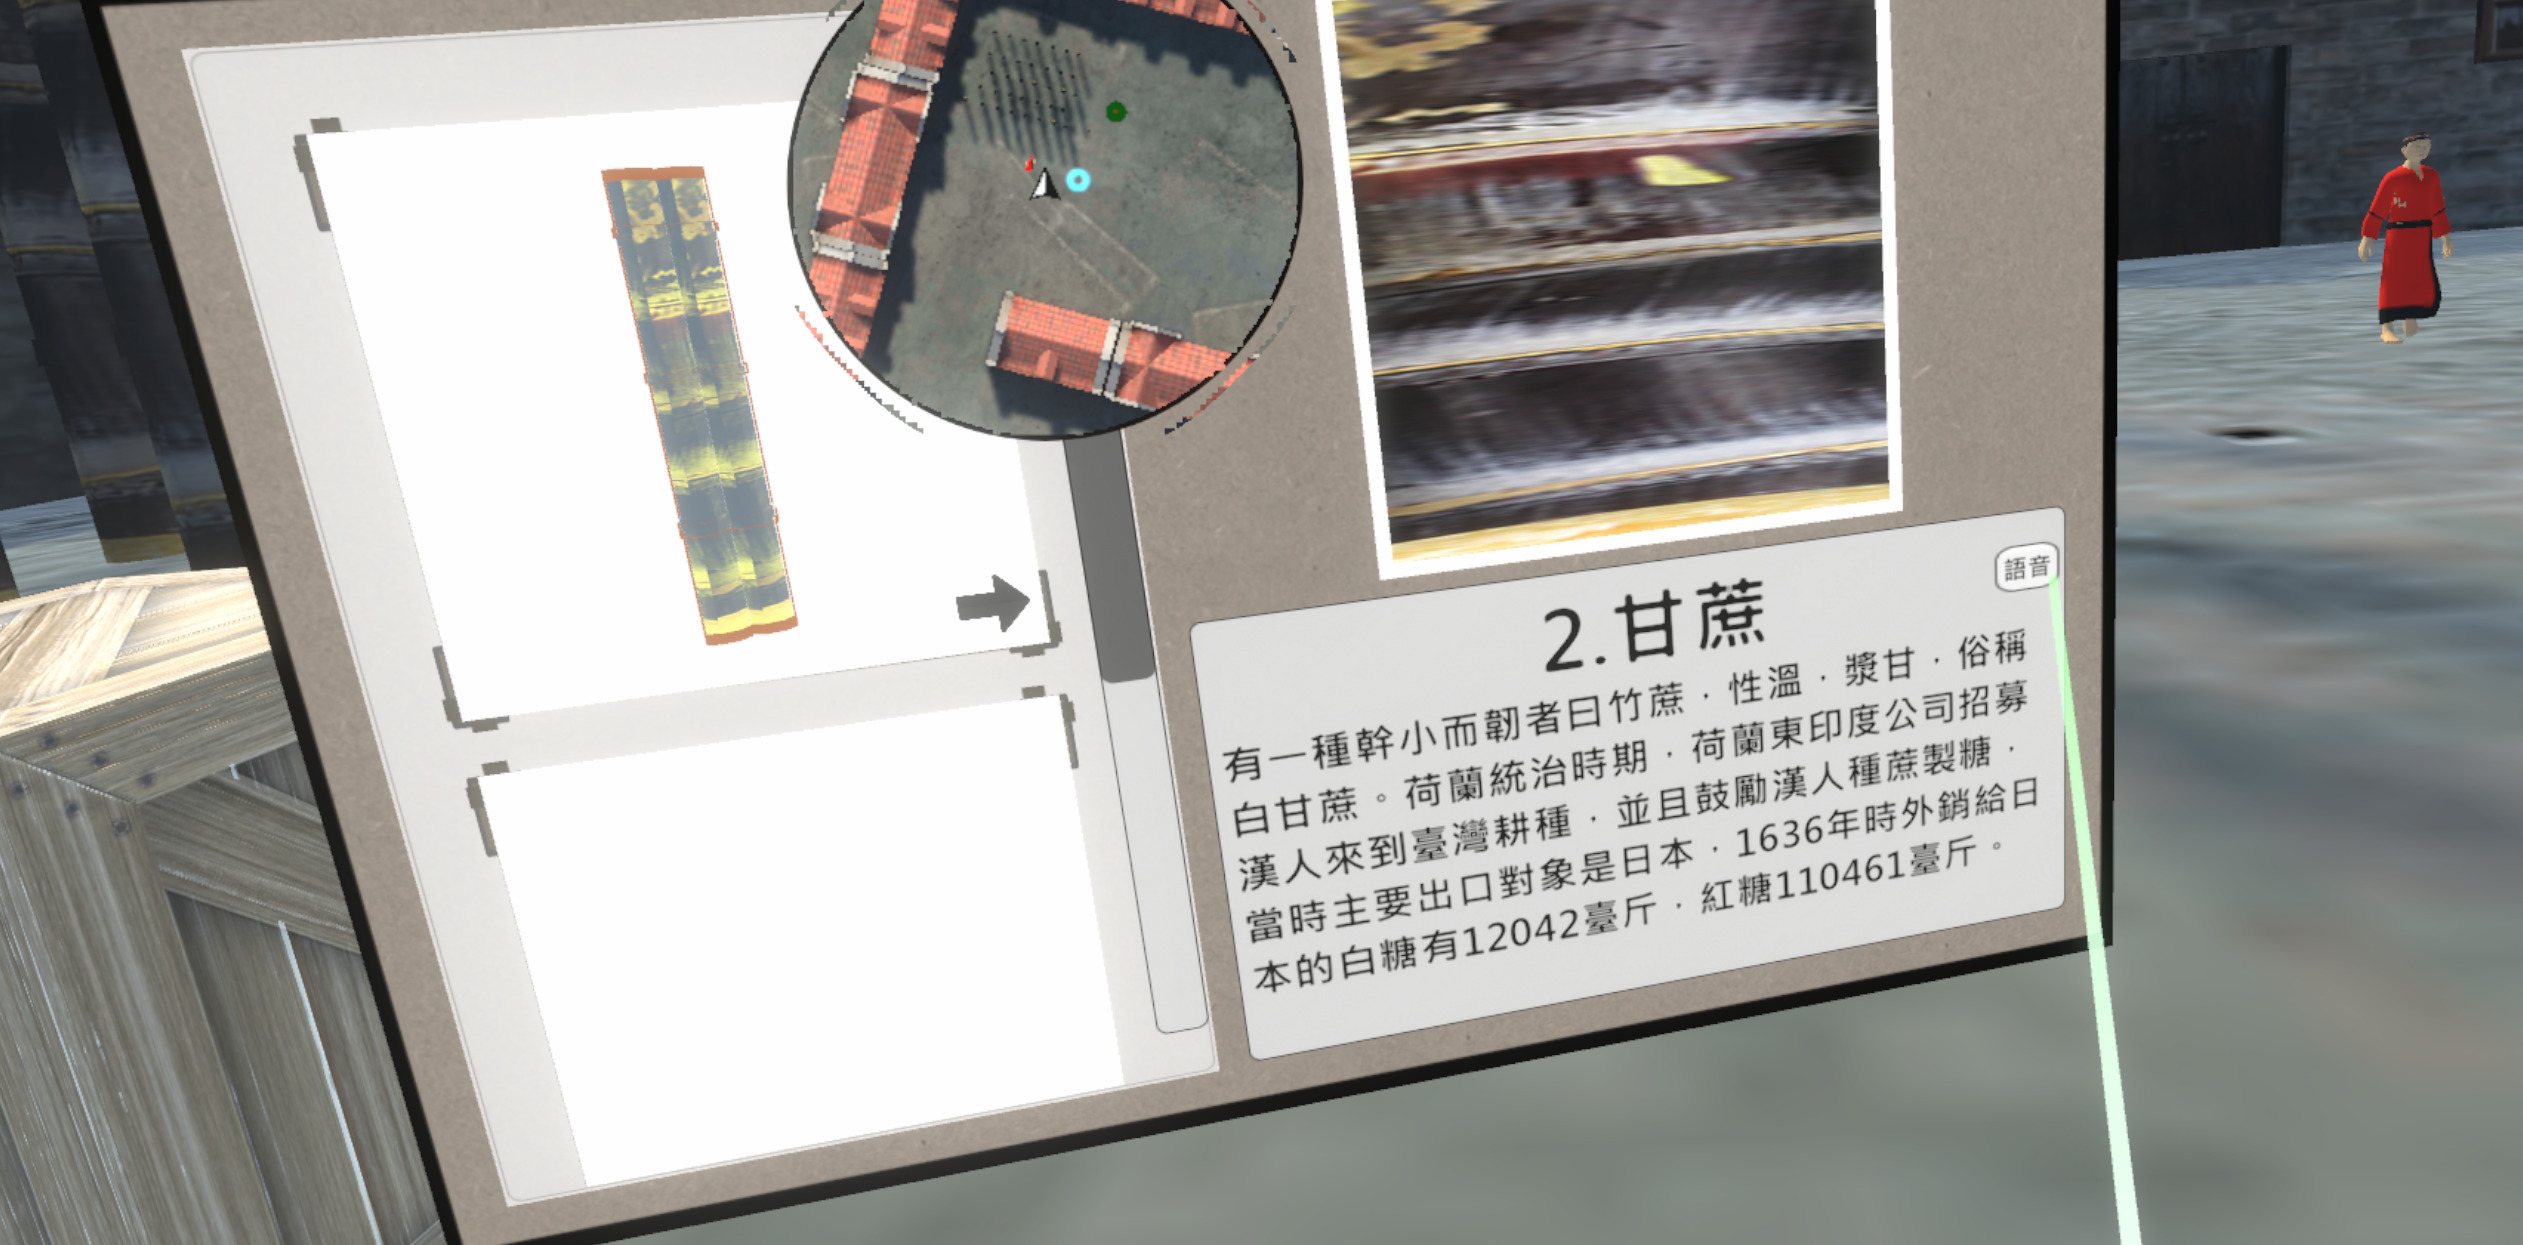 語音
2.甘蔗
有一種幹小而韌者曰竹蔗，性溫，漿甘，俗稱
白甘蔗。荷蘭統治時期，荷蘭東印度公司招募
漢人來到臺灣耕種，並且鼓勵漢人種蔗製糖，
當時主要出口對象是日本，1636年時外銷給日
本的白糖有12042臺斤，紅糖110461臺斤。